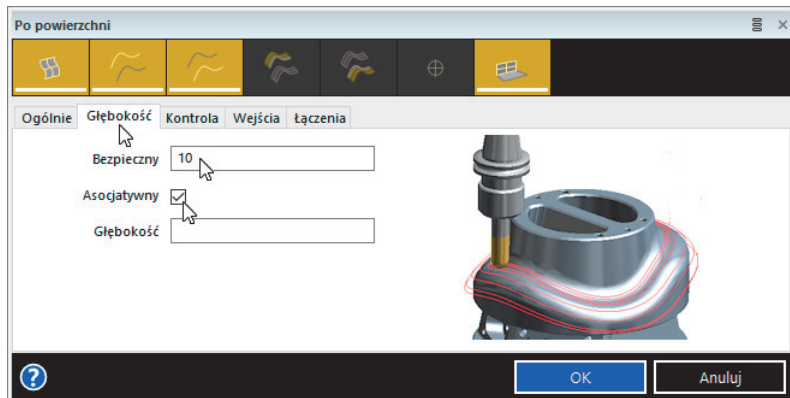 Po powierzchni
Ogólnie Głębokość Kontrola Wejścia Łączenia
Bezpieczny 10
Asocjatywny
Głębokość
? OK Anuluj